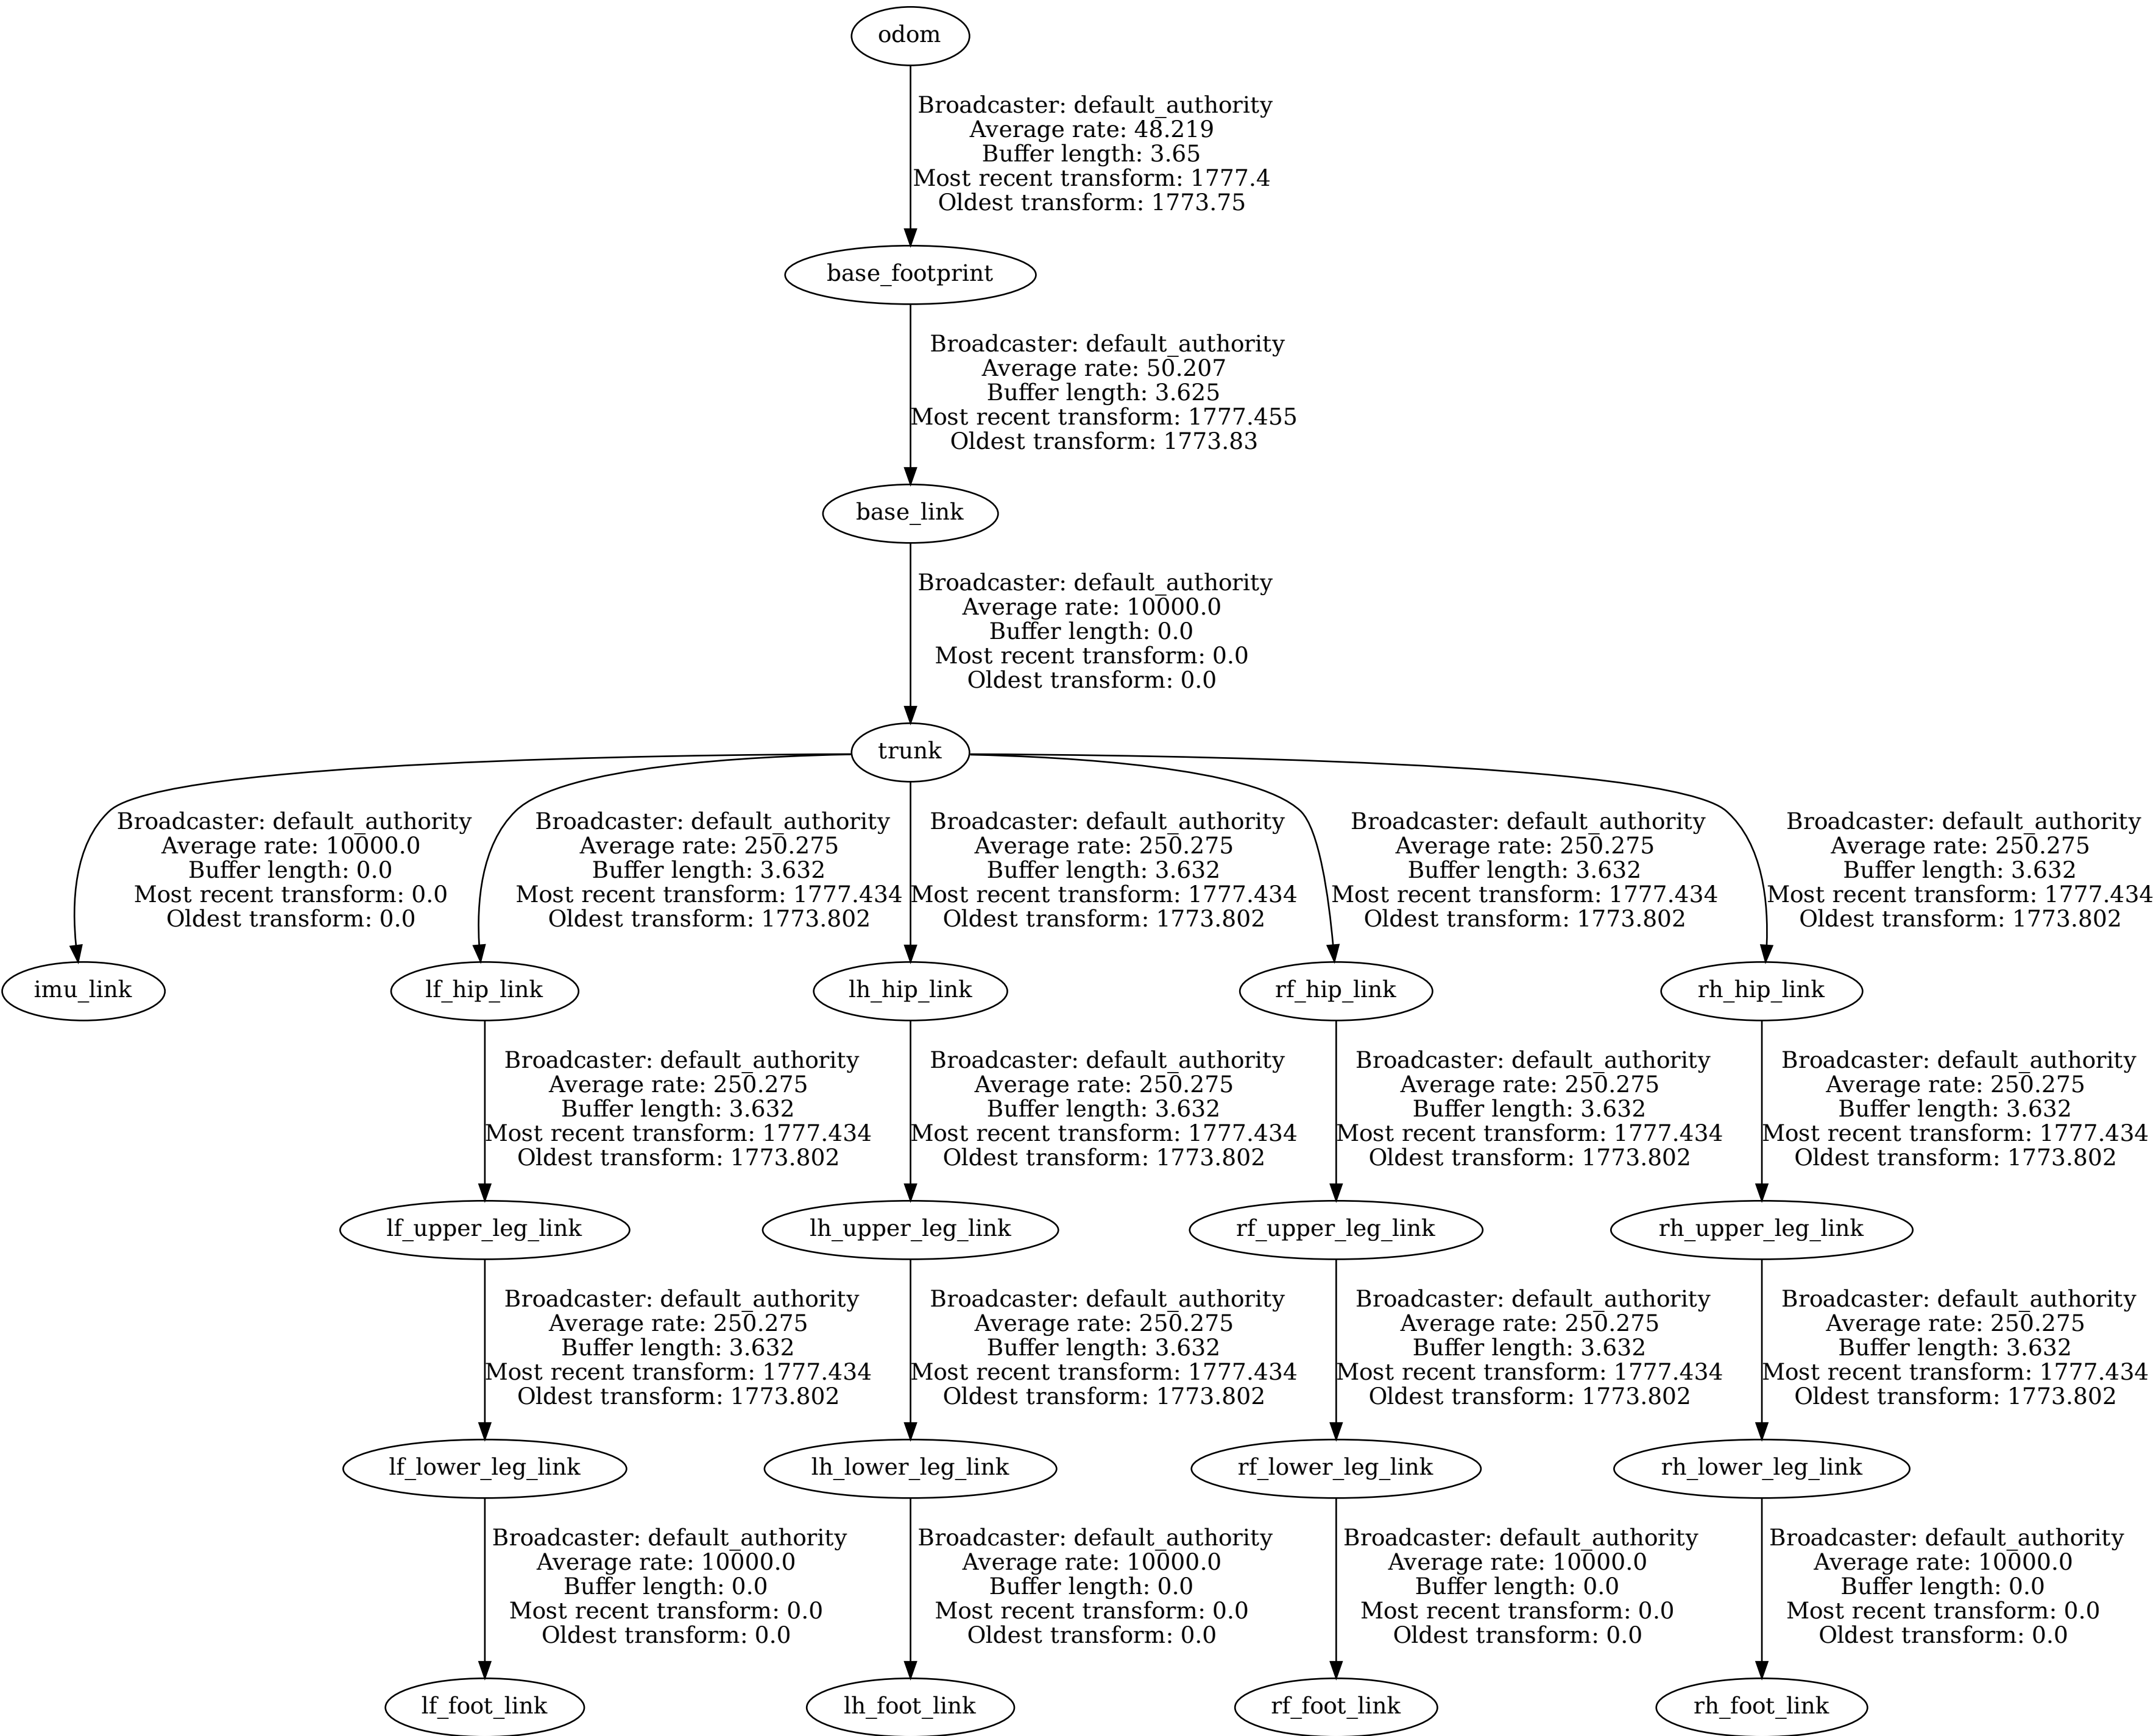 odom
Broadcaster: default_authority
Average rate: 48.219
Buffer length: 3.65
Most recent transform: 1777.4
Oldest transform: 1773.75
base_footprint
Broadcaster: default_authority
Average rate: 50.207
Buffer length: 3.625
Most recent transform: 1777.455
Oldest transform: 1773.83
base_link
Broadcaster: default_authority
Average rate: 10000.0
Buffer length: 0.0
Most recent transform: 0.0
Oldest transform: 0.0
trunk
Broadcaster: default_authority
Average rate: 10000.0
Buffer length: 0.0
Most recent transform: 0.0
Oldest transform: 0.0
Broadcaster: default_authority
Average rate: 250.275
Buffer length: 3.632
Most recent transform: 1777.434
Oldest transform: 1773.802
Broadcaster: default_authority
Average rate: 250.275
Buffer length: 3.632
Most recent transform: 1777.434
Oldest transform: 1773.802
Broadcaster: default_authority
Average rate: 250.275
Buffer length: 3.632
Most recent transform: 1777.434
Oldest transform: 1773.802
Broadcaster: default_authority
Average rate: 250.275
Buffer length: 3.632
Most recent transform: 1777.434
Oldest transform: 1773.802
imu_link
lf_hip_link
lh_hip_link
rf_hip_link
rh_hip_link
Broadcaster: default_authority
Average rate: 250.275
Buffer length: 3.632
Most recent transform: 1777.434
Oldest transform: 1773.802
Broadcaster: default_authority
Average rate: 250.275
Buffer length: 3.632
Most recent transform: 1777.434
Oldest transform: 1773.802
Broadcaster: default_authority
Average rate: 250.275
Buffer length: 3.632
Most recent transform: 1777.434
Oldest transform: 1773.802
Broadcaster: default_authority
Average rate: 250.275
Buffer length: 3.632
Most recent transform: 1777.434
Oldest transform: 1773.802
lf_upper_leg_link
lh_upper_leg_link
rf_upper_leg_link
rh_upper_leg_link
Broadcaster: default_authority
Average rate: 250.275
Buffer length: 3.632
Most recent transform: 1777.434
Oldest transform: 1773.802
Broadcaster: default_authority
Average rate: 250.275
Buffer length: 3.632
Most recent transform: 1777.434
Oldest transform: 1773.802
Broadcaster: default_authority
Average rate: 250.275
Buffer length: 3.632
Most recent transform: 1777.434
Oldest transform: 1773.802
Broadcaster: default_authority
Average rate: 250.275
Buffer length: 3.632
Most recent transform: 1777.434
Oldest transform: 1773.802
lf_lower_leg_link
lh_lower_leg_link
rf_lower_leg_link
rh_lower_leg_link
Broadcaster: default_authority
Average rate: 10000.0
Buffer length: 0.0
Most recent transform: 0.0
Oldest transform: 0.0
Broadcaster: default_authority
Average rate: 10000.0
Buffer length: 0.0
Most recent transform: 0.0
Oldest transform: 0.0
Broadcaster: default_authority
Average rate: 10000.0
Buffer length: 0.0
Most recent transform: 0.0
Oldest transform: 0.0
Broadcaster: default_authority
Average rate: 10000.0
Buffer length: 0.0
Most recent transform: 0.0
Oldest transform: 0.0
lf_foot_link
lh_foot_link
rf_foot_link
rh_foot_link